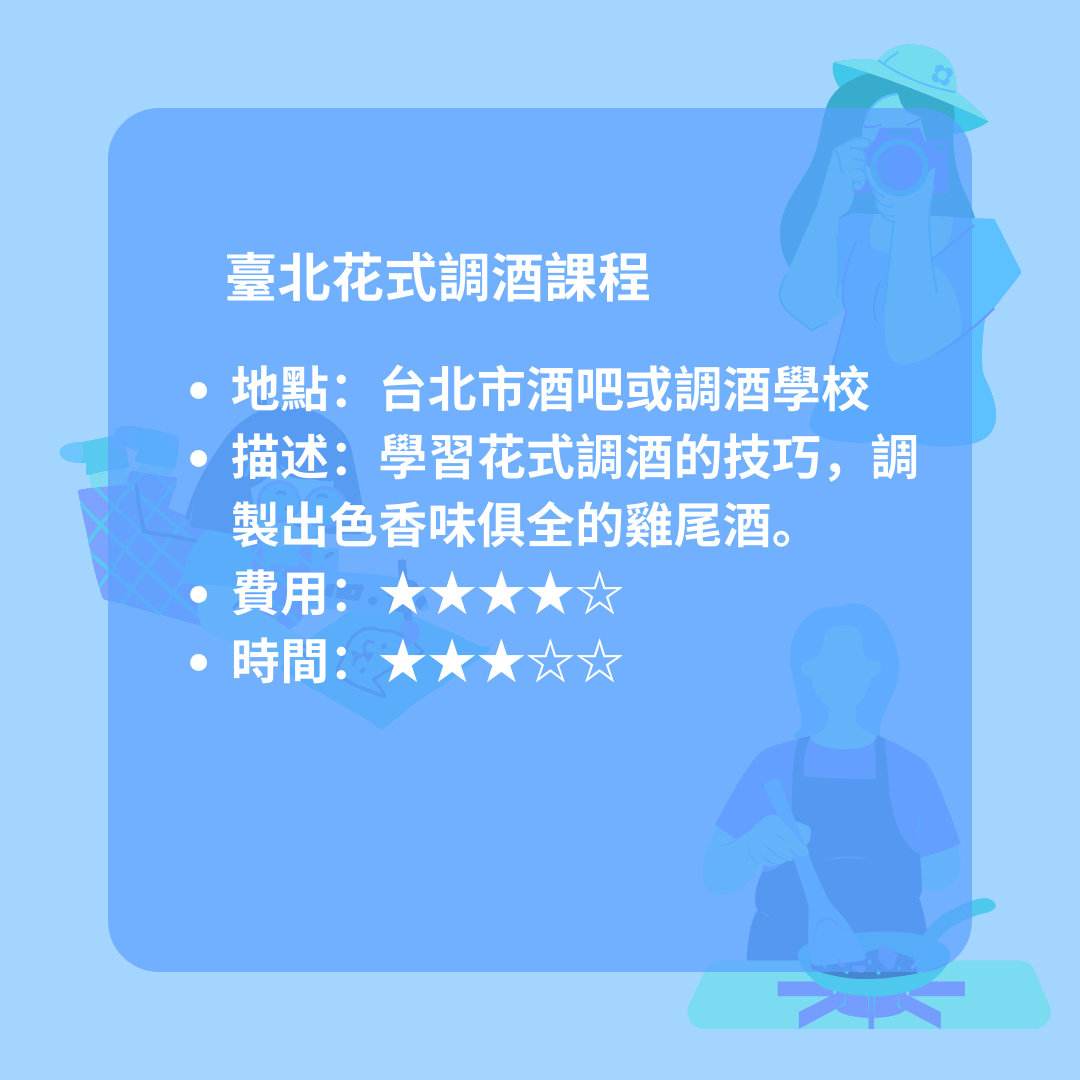 臺北花式調酒課程
• 地點：台北市酒吧或調酒學校
• 描述：學習花式調酒的技巧，調
製出色香味俱全的雞尾酒。
• 費用：★★★★☆
• 時間：★★★☆☆